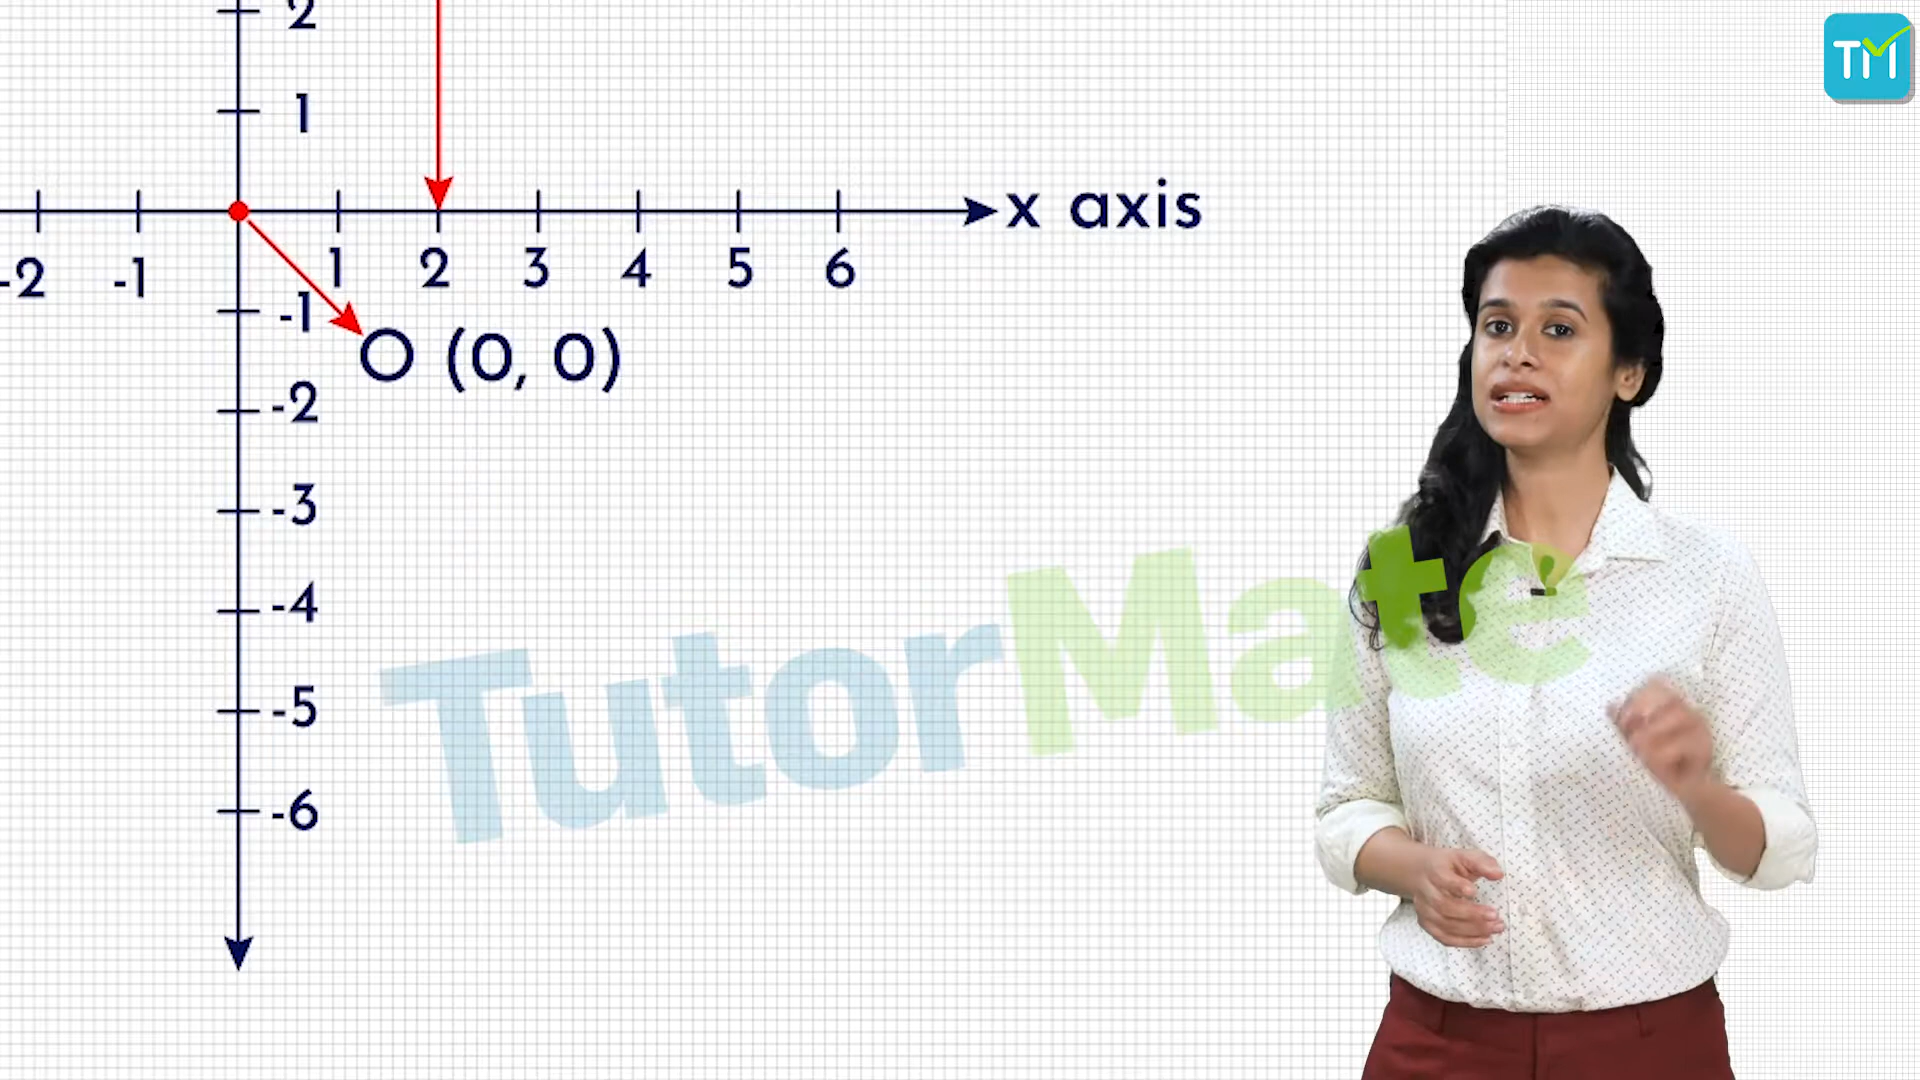 TM
2
1
x axis
-2 -1 1 2 3 4 5 6
-1
O (0, 0)
-2
-3
-4
-5
-6
TutorMate